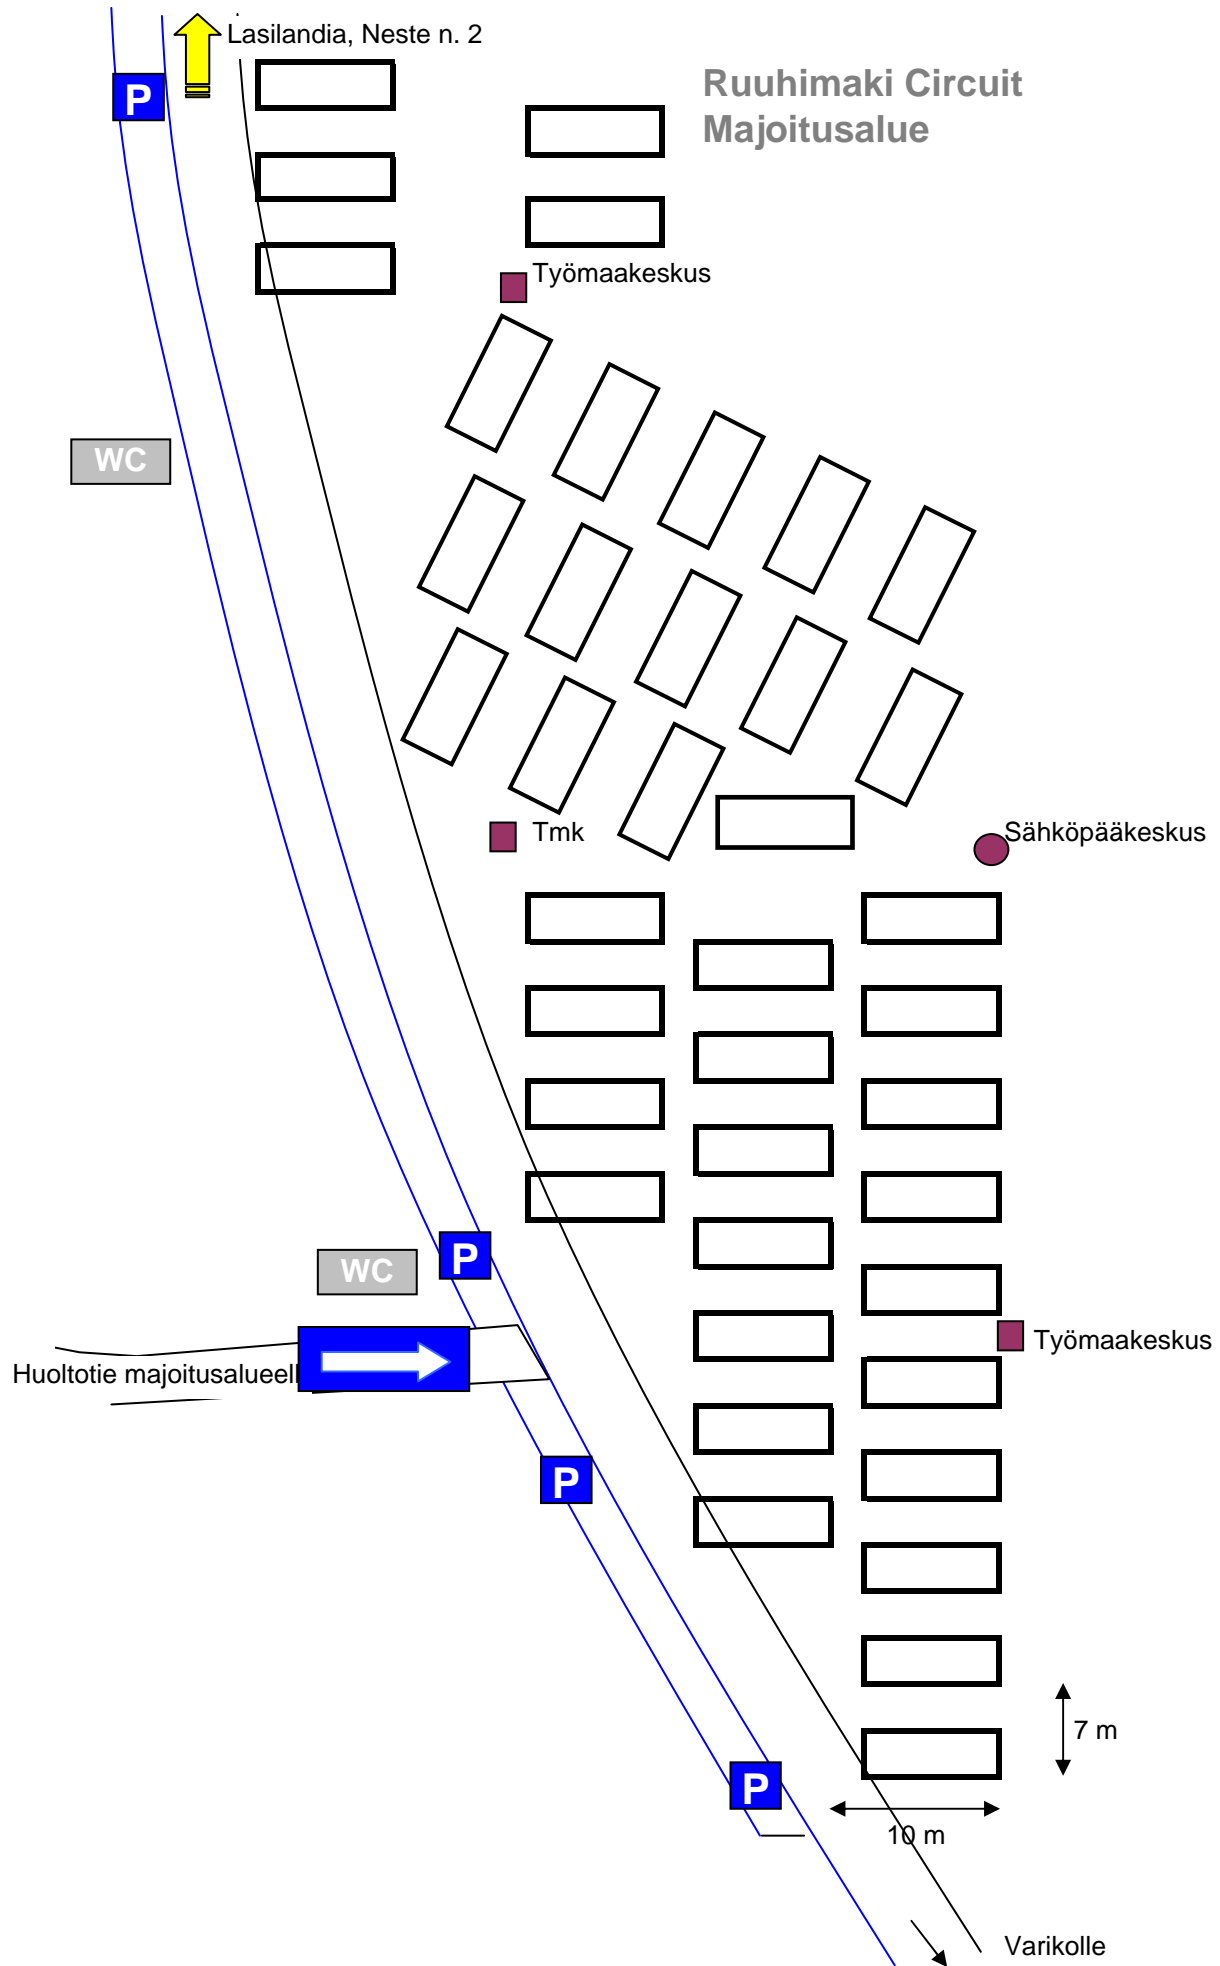 Lasilandia, Neste n. 2
Ruuhimaki Circuit
Majoitusalue
P
Työmaakeskus
WC
Tmk
Sähköpääkeskus
P
WC
Työmaakeskus
Huoltotie majoitusalueell
P
7 m
P
10 m
Varikolle